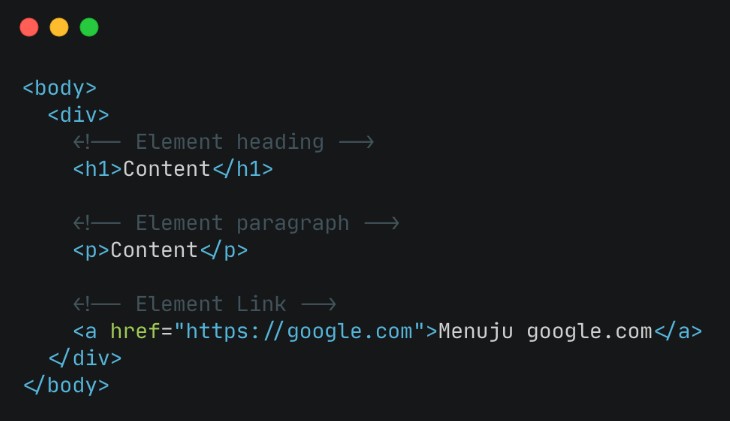 <body>
<div>
<!-- Element heading -->
<h1>Content</h1>
<!-- Element paragraph -->
<p>Content</p>
<!-- Element Link -->
<a href="https://google.com">Menuju google.com</a>
</div>
</body>